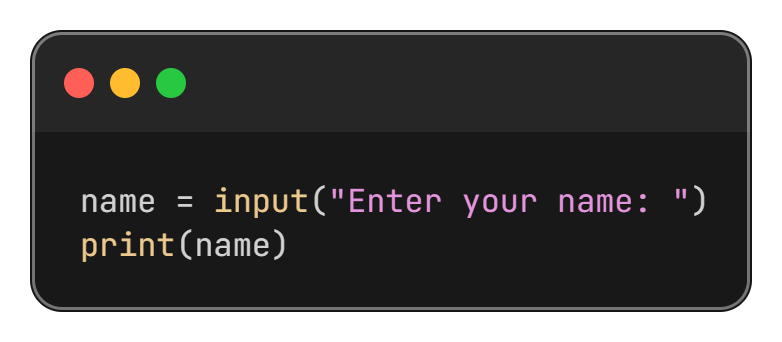 name = input("Enter your name: ")
print(name)